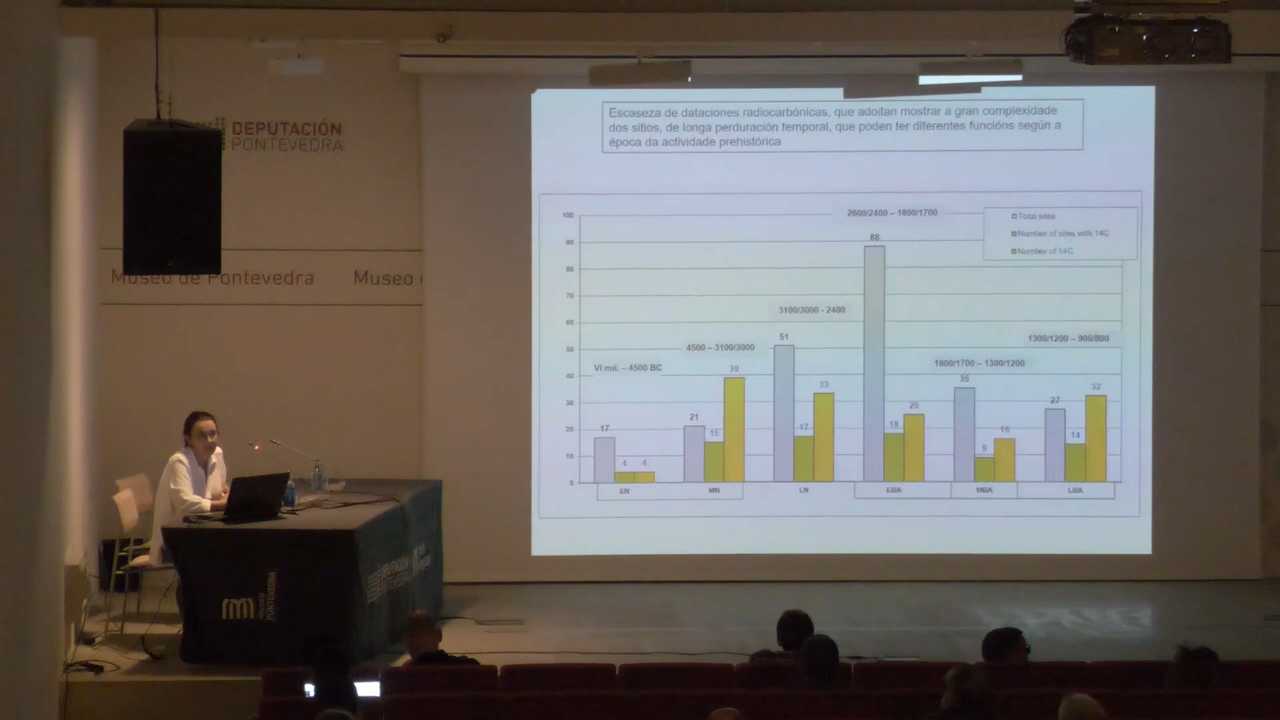 Escaseza de datacions radiocarbónicas, que adoitan mostrar a gran complexidade
dos sitios, de longa perduración temporal, que poden ter diferentes funcións según a
época da actividade prehistórica
DEPUTACIÓN
PONTEVEDRA
Museo de Pontevedra
Museo
2600/2400 – 1800/1700
Total sites
Number of sites with 14C
Number of 14C
3100/3000 - 2400
1300/1200 – 900/800
4500 – 3100/3000
1800/1700 – 1300/1200
VI mil. – 4500 BC
100
90
80
70
60
50
40
30
20
10
0
17
4
4
21
15
39
51
17
33
88
18
25
35
9
16
27
14
32
EN
MN
LN
EBA
MBA
LBA
DEPUTACIÓN
MUSEO
PONTEVEDRA